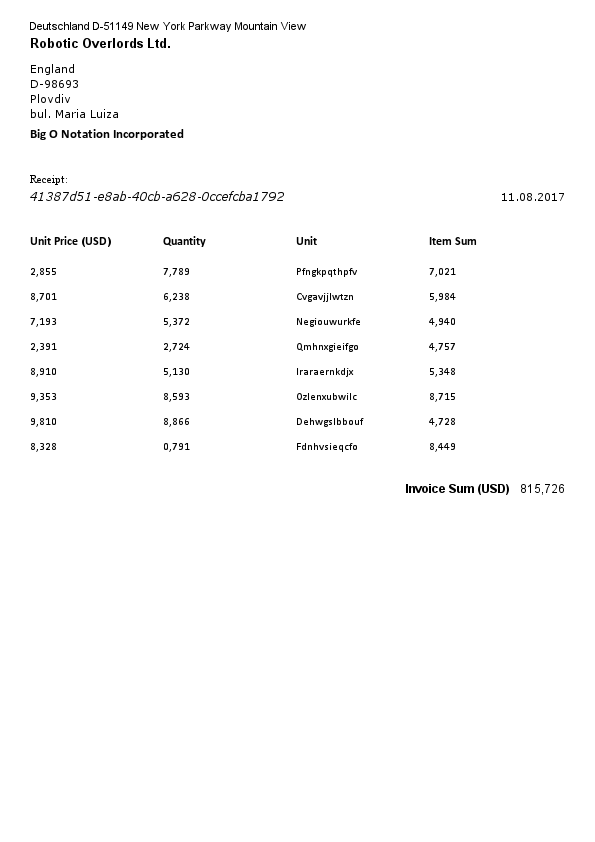 Deutschland D-51149 New York Parkway Mountain View
Robotic Overlords Ltd.
England
D-98693
Plovdiv
bul. Maria Luiza
Big O Notation Incorporated
Receipt:
41387d51-e8ab-40cb-a628-0ccefcba1792 11.08.2017
Unit Price (USD) Quantity Unit Item Sum
2,855 7,789 Pfngkpqthpfv 7,021
8,701 6,238 Cvgavjjlwtzn 5,984
7,193 5,372 Negiouwurkfe 4,940
2,391 2,724 Qmhnxgieifgo 4,757
8,910 5,130 Iraraernkdjx 5,348
9,353 8,593 Ozlenxubwilc 8,715
9,810 8,866 Dehwgslbbouf 4,728
8,328 0,791 Fdnhvsieqcfo 8,449
Invoice Sum (USD) 815,726